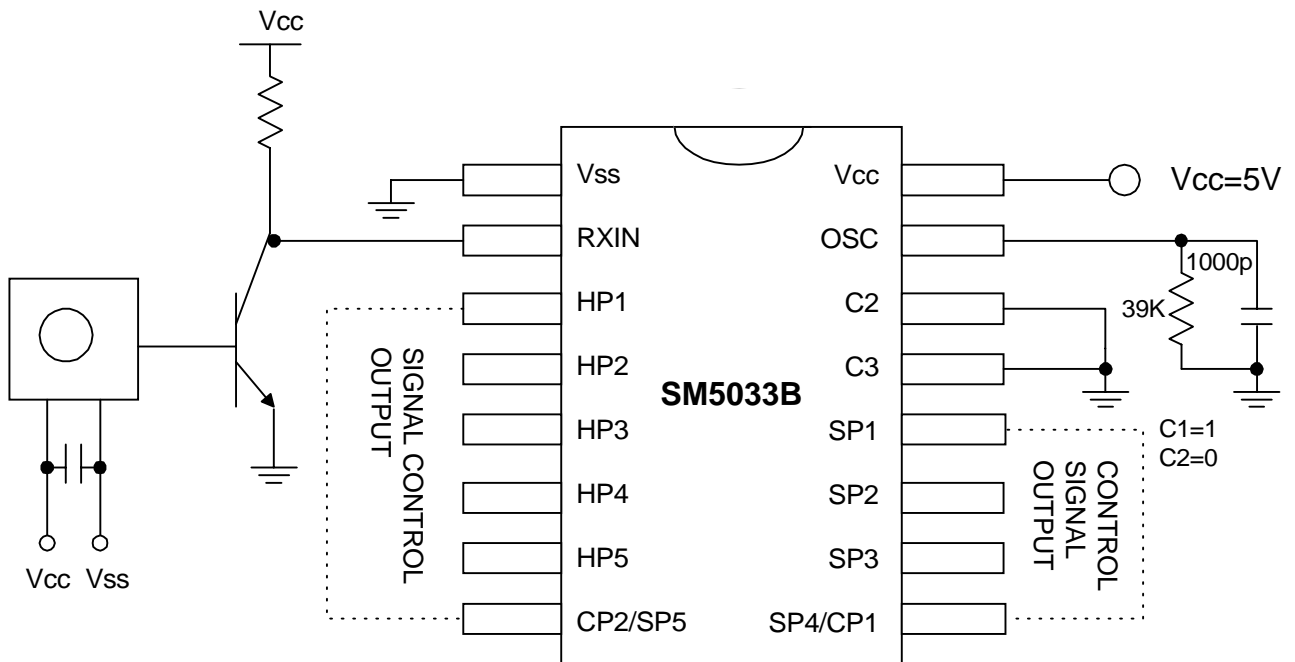 Vcc
Vss
Vcc
Vcc=5V
RXIN
OSC
1000p
HP1
C2
39K
HP2
C3
SM5033B
HP3
SP1
C1=1
C2=0
HP4
SP2
HP5
SP3
CP2/SP5
SP4/CP1
SIGNAL CONTROL
OUTPUT
CONTROL
SIGNAL
OUTPUT
Vcc
Vss